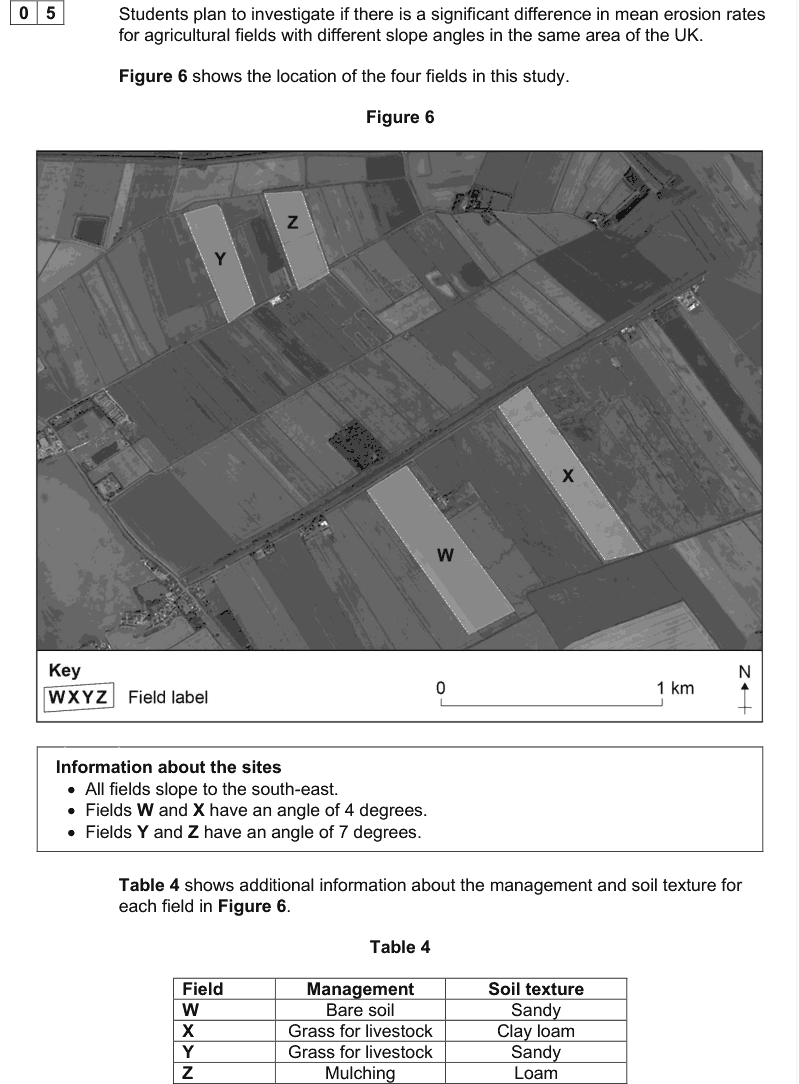 0 5
Students plan to investigate if there is a significant difference in mean erosion rates
for agricultural fields with different slope angles in the same area of the UK.
Figure 6 shows the location of the four fields in this study.
Figure 6
Y
Z
X
W
Key
W X Y Z Field label
0 1 km
N
Information about the sites
• All fields slope to the south-east.
• Fields W and X have an angle of 4 degrees.
• Fields Y and Z have an angle of 7 degrees.
Table 4 shows additional information about the management and soil texture for
each field in Figure 6.
Table 4
Field Management Soil texture
W Bare soil Sandy
X Grass for livestock Clay loam
Y Grass for livestock Sandy
Z Mulching Loam